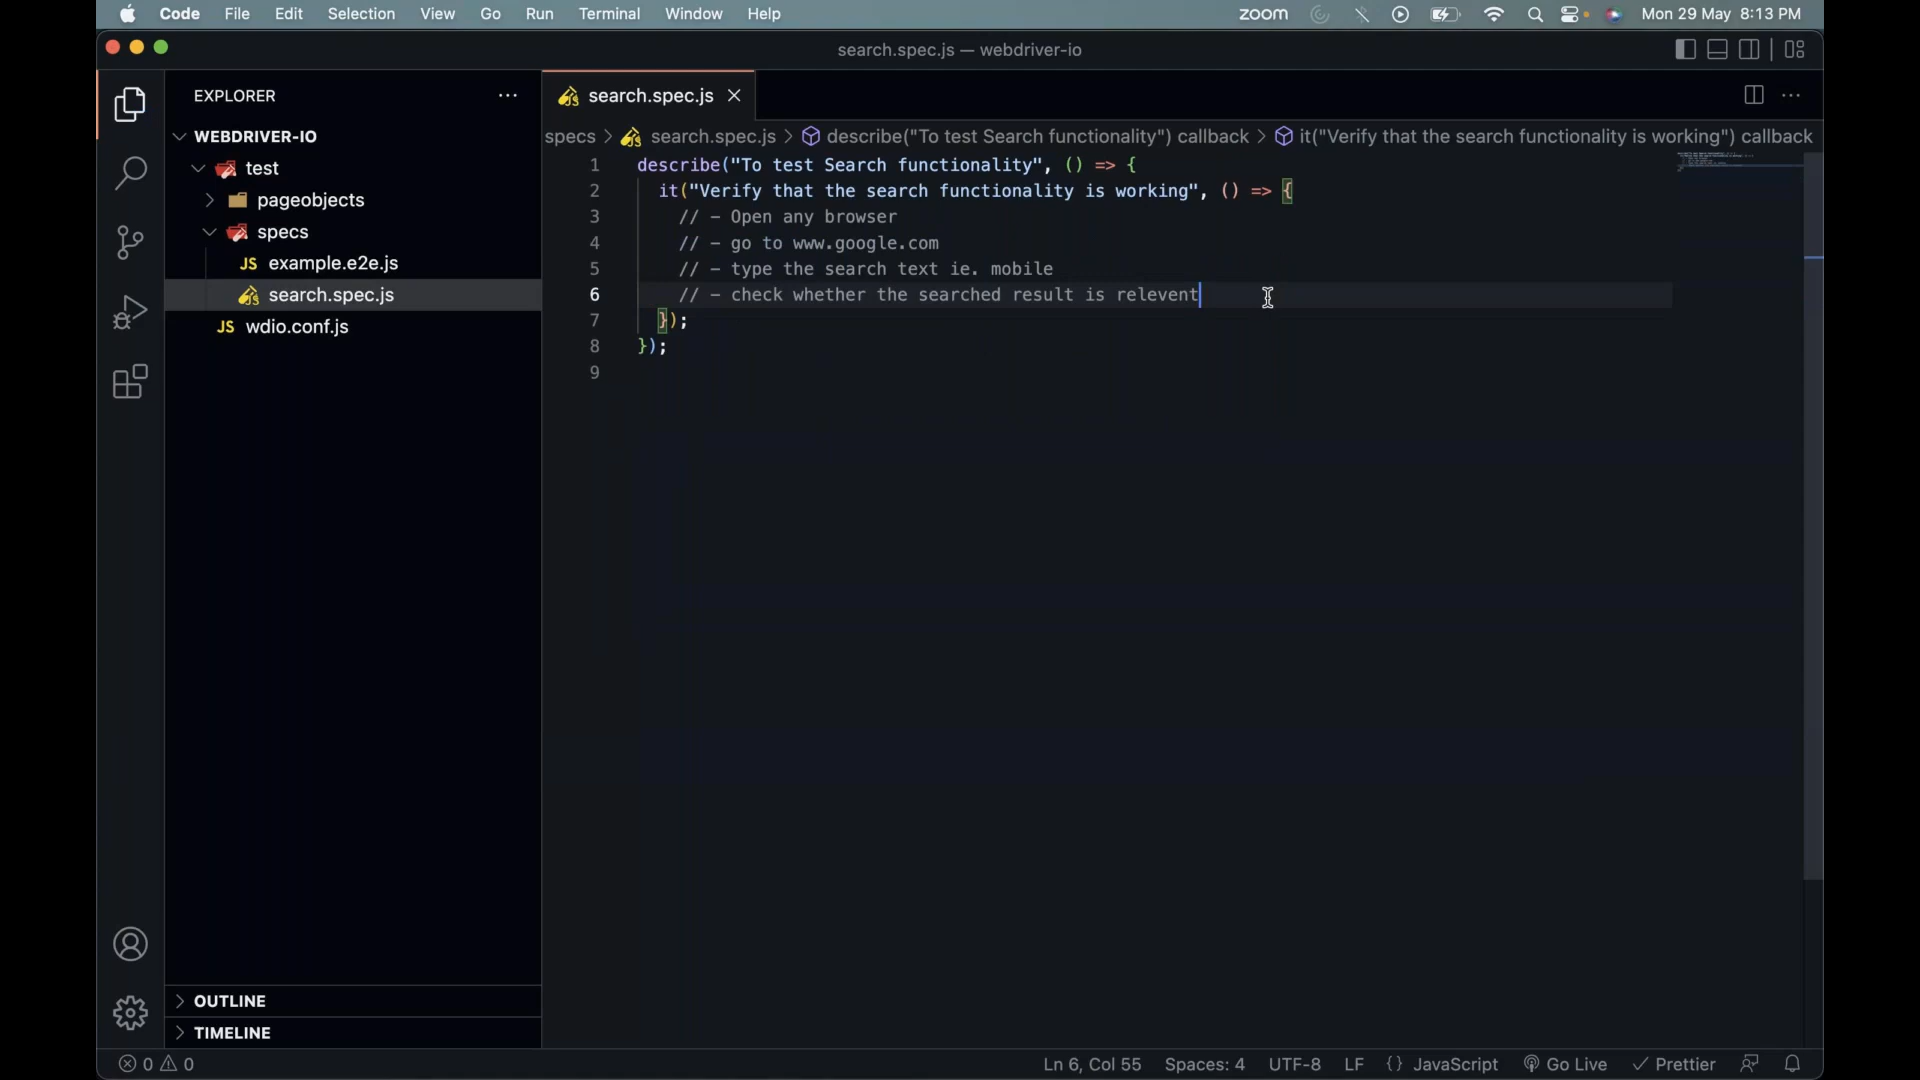 Code File Edit Selection View Go Run Terminal Window Help zoom Mon 29 May 8:13 PM
search.spec.js — webdriver-io
EXPLORER
WEBDRIVER-IO
test
pageobjects
specs
JS example.e2e.js
search.spec.js
JS wdio.conf.js
OUTLINE
TIMELINE
search.spec.js
specs > search.spec.js > describe("To test Search functionality") callback > it("Verify that the search functionality is working") callback
1 describe("To test Search functionality", () => {
2 it("Verify that the search functionality is working", () => {
3 // - Open any browser
4 // - go to www.google.com
5 // - type the search text ie. mobile
6 // - check whether the searched result is relevent
7 });
8 });
9
0 0 Ln 6, Col 55 Spaces: 4 UTF-8 LF {} JavaScript Go Live Prettier